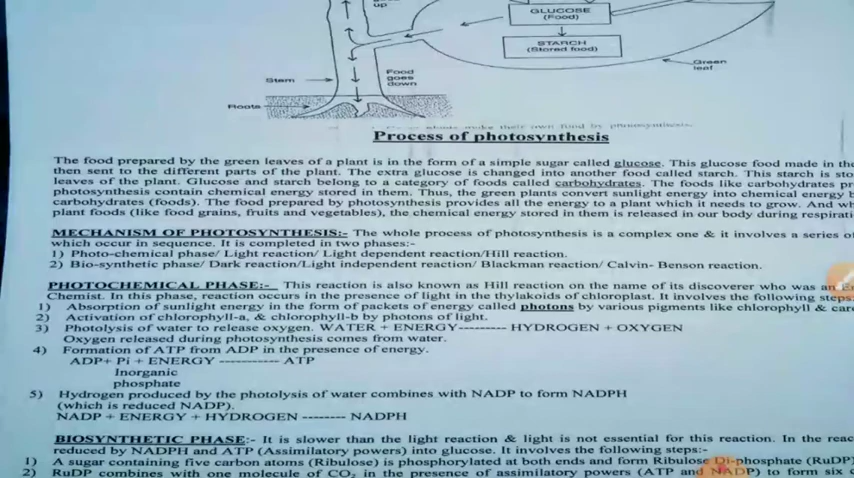 up
GLUCOSE
(Food)
STARCH
(Stored food)
Green
leaf
Stem
Food
goes
down
Roots
make their own food by photosynthesis
Process of photosynthesis
The food prepared by the green leaves of a plant is in the form of a simple sugar called glucose. This glucose food made in the
then sent to the different parts of the plant. The extra glucose is changed into another food called starch. This starch is sto
leaves of the plant. Glucose and starch belong to a category of foods called carbohydrates. The foods like carbohydrates pr
photosynthesis contain chemical energy stored in them. Thus, the green plants convert sunlight energy into chemical energy b
carbohydrates (foods). The food prepared by photosynthesis provides all the energy to a plant which it needs to grow. And wh
plant foods (like food grains, fruits and vegetables), the chemical energy stored in them is released in our body during respirati
MECHANISM OF PHOTOSYNTHESIS:- The whole process of photosynthesis is a complex one & it involves a series of
which occur in sequence. It is completed in two phases:-
1) Photo-chemical phase/ Light reaction/ Light dependent reaction/Hill reaction.
2) Bio-synthetic phase/ Dark reaction/Light independent reaction/ Blackman reaction/ Calvin- Benson reaction.
PHOTOCHEMICAL PHASE:- This reaction is also known as Hill reaction on the name of its discoverer who was an En
Chemist. In this phase, reaction occurs in the presence of light in the thylakoids of chloroplast. It involves the following steps:
1) Absorption of sunlight energy in the form of packets of energy called photons by various pigments like chlorophyll & caro
2) Activation of chlorophyll-a, & chlorophyll-b by photons of light.
3) Photolysis of water to release oxygen. WATER + ENERGY--------- HYDROGEN + OXYGEN
Oxygen released during photosynthesis comes from water.
4) Formation of ATP from ADP in the presence of energy.
ADP+ Pi + ENERGY ----------- ATP
Inorganic
phosphate
5) Hydrogen produced by the photolysis of water combines with NADP to form NADPH
(which is reduced NADP).
NADP + ENERGY + HYDROGEN -------- NADPH
BIOSYNTHETIC PHASE:- It is slower than the light reaction & light is not essential for this reaction. In the reac
reduced by NADPH and ATP (Assimilatory powers) into glucose. It involves the following steps:-
1) A sugar containing five carbon atoms (Ribulose) is phosphorylated at both ends and form Ribulose Di-phosphate (RuDP)
2) RuDP combines with one molecule of CO₂ in the presence of assimilatory powers (ATP and NADP) to form six c